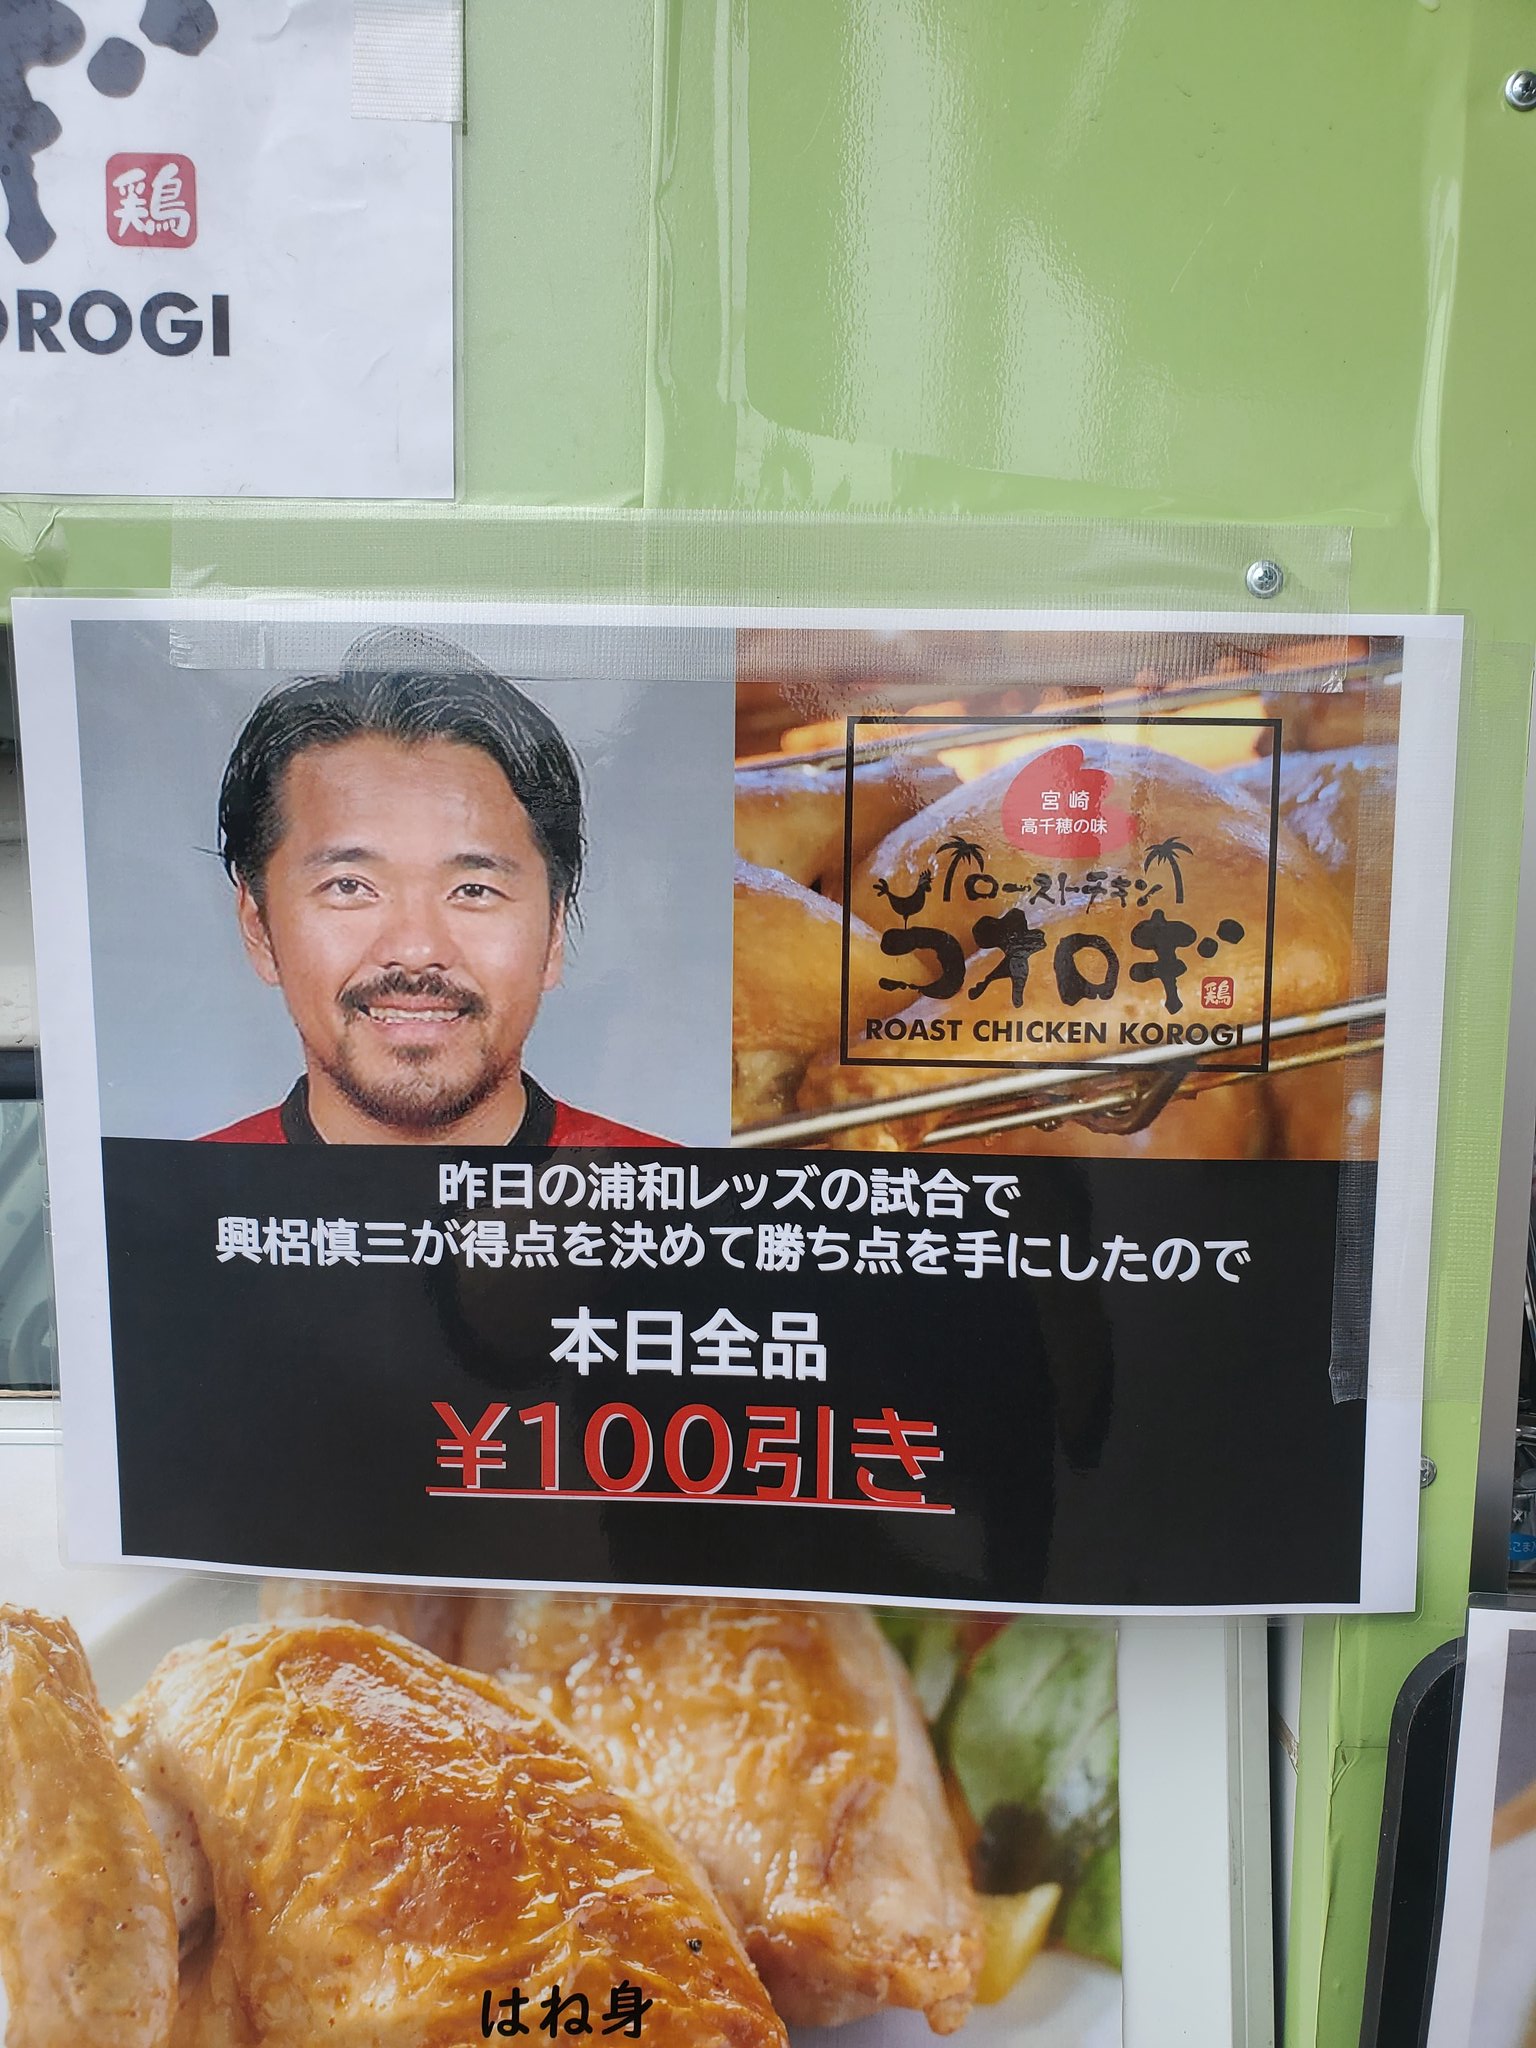 鶏
OROGI
宮崎
高千穂の味
ローストチキン
コオロギ
鶏
ROAST CHICKEN KOROGI
昨日の浦和レッズの試合で
興梠慎三が得点を決めて勝ち点を手にしたので
本日全品
¥100引き
はね身